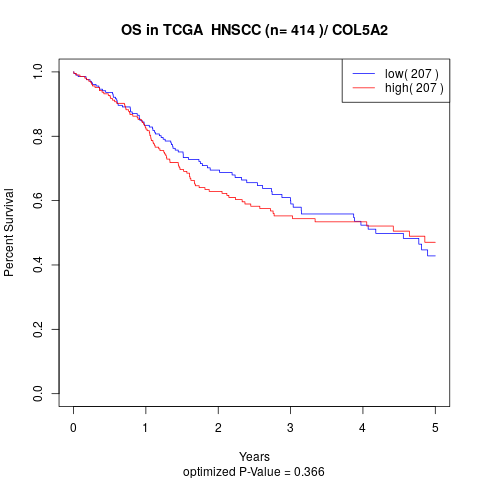 OS in TCGA  HNSCC (n= 414 )/ COL5A2
low( 207 )
high( 207 )
Percent Survival
1.0
0.8
0.6
0.4
0.2
0.0
0 1 2 3 4 5
Years
optimized P-Value = 0.366